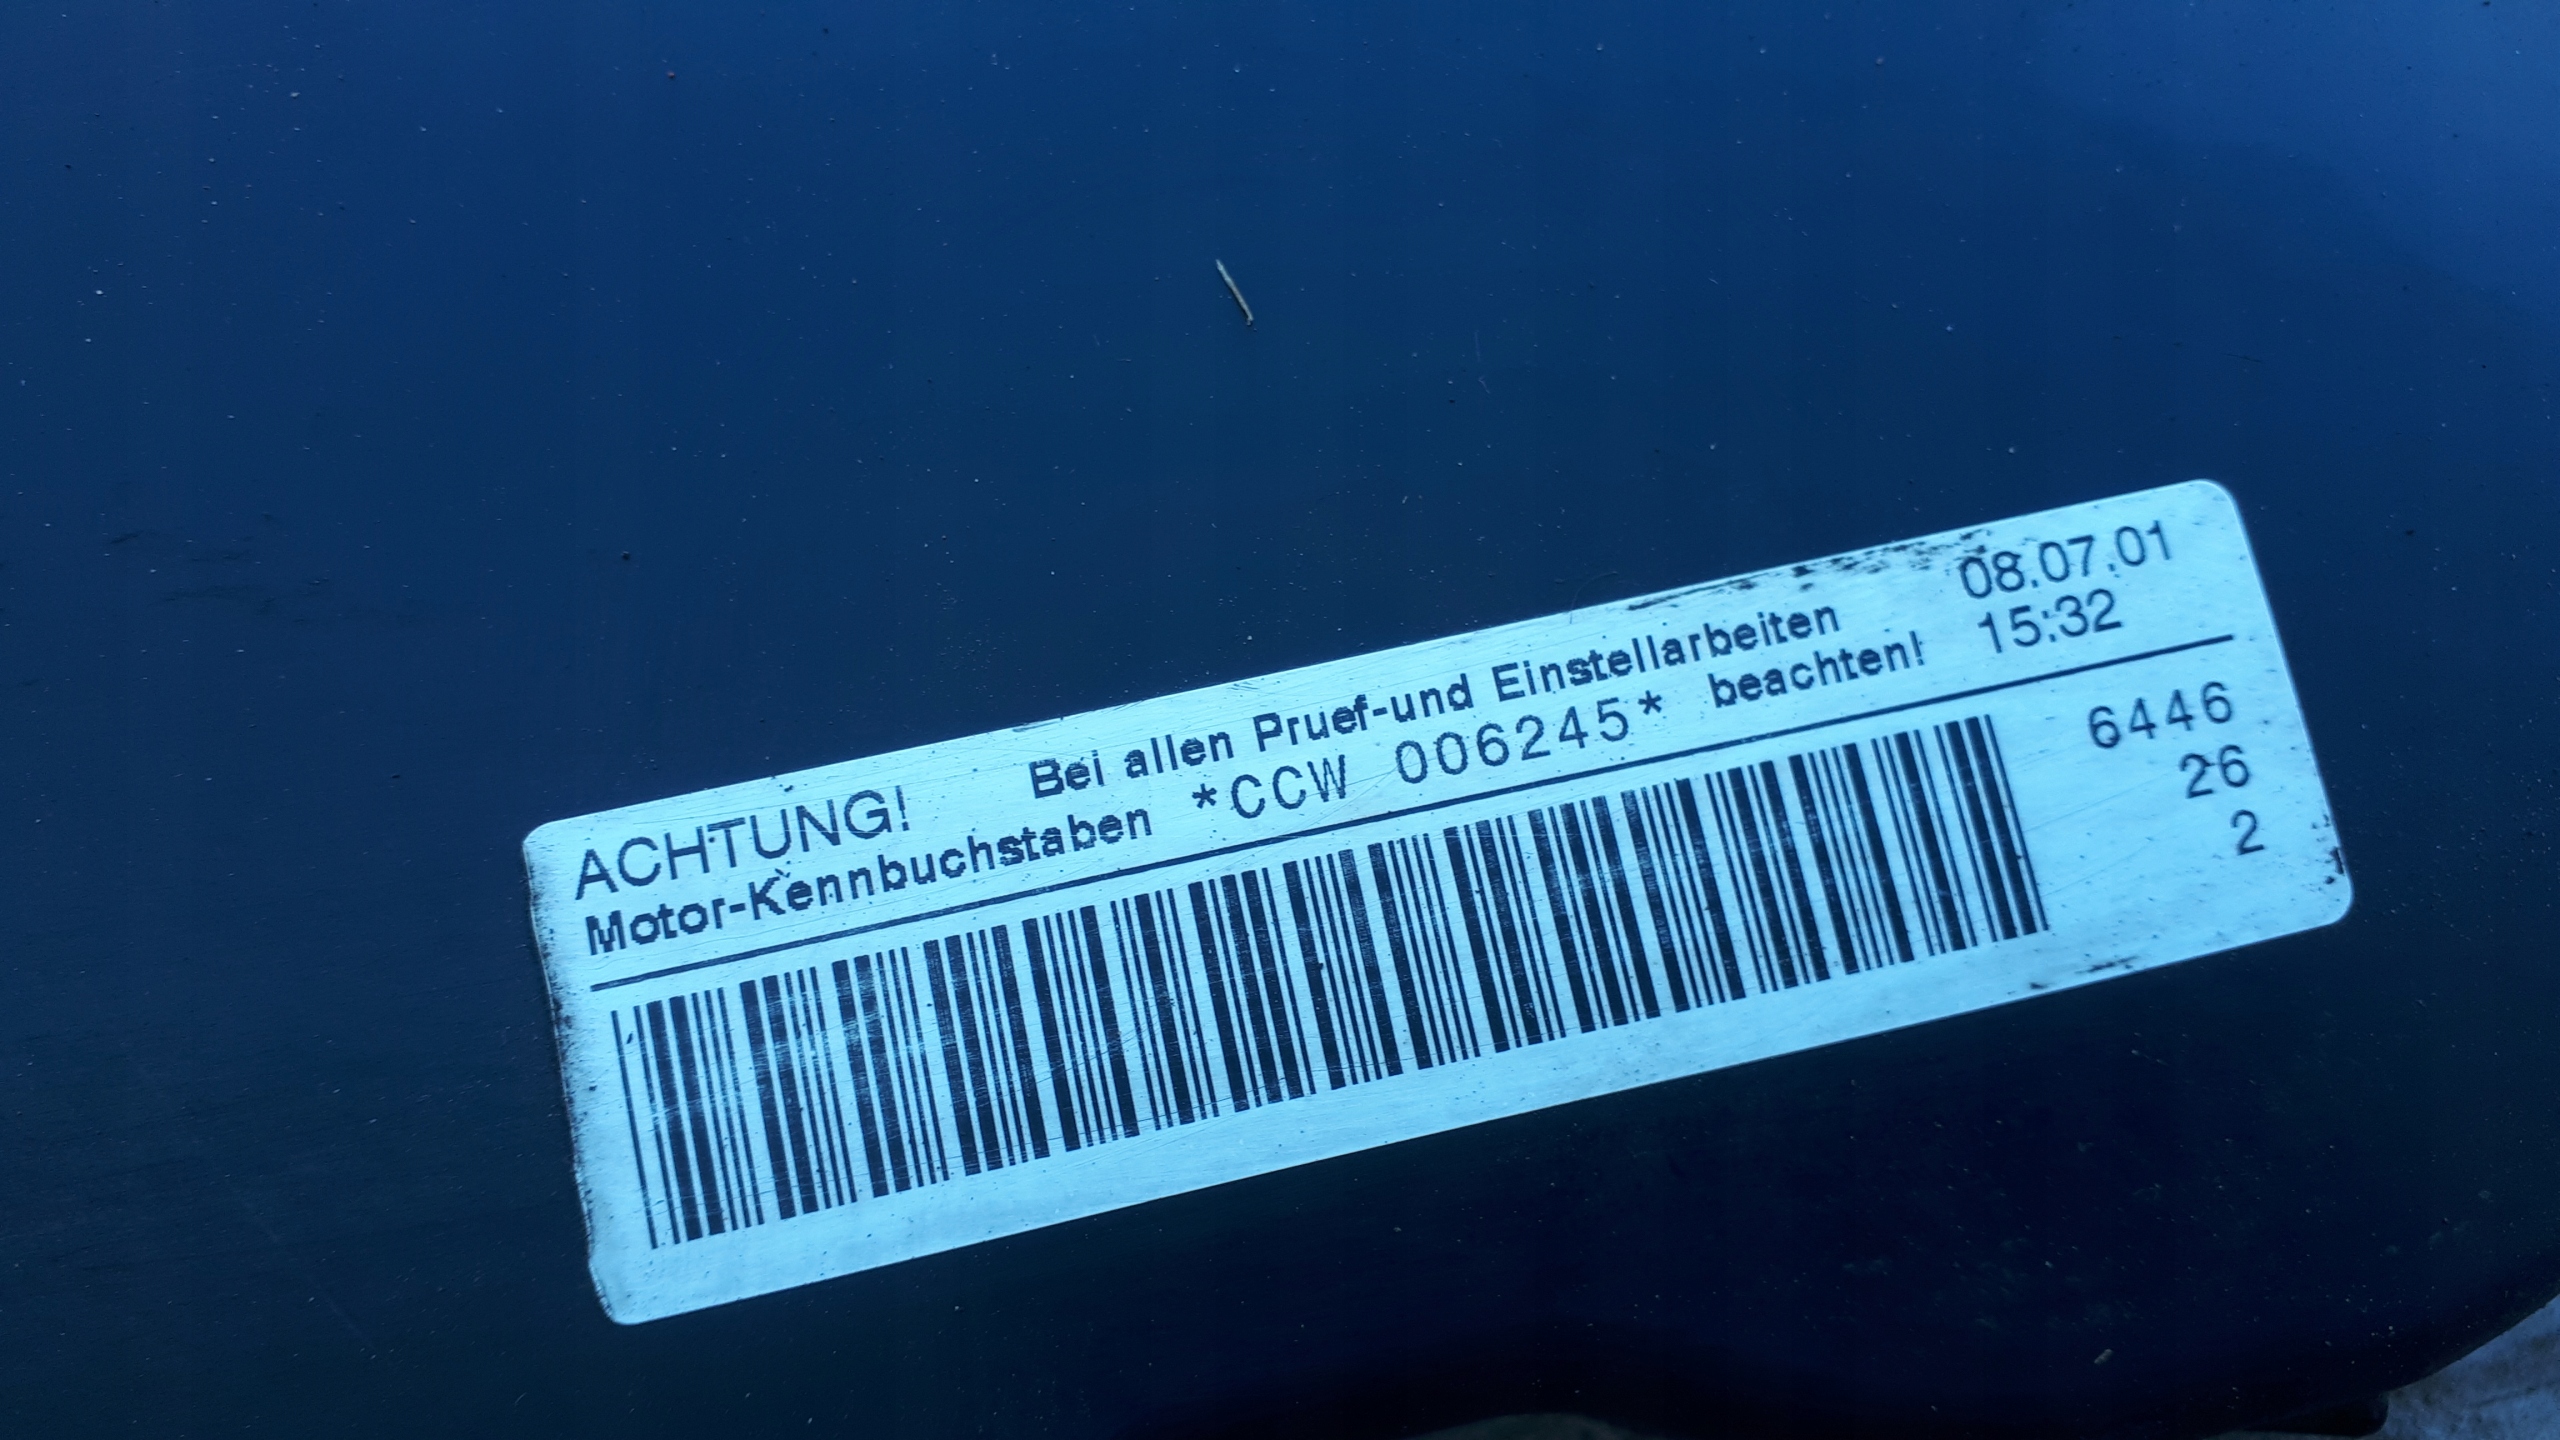 ACHTUNG! Bei allen Pruef-und Einstellarbeiten 08.07.01
Motor-Kennbuchstaben *CCW 006245* beachten! 15:32
6446
26
2